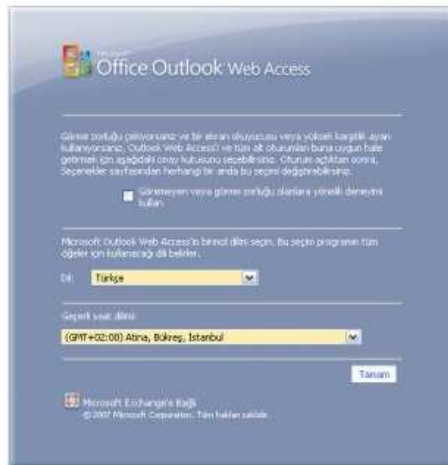 Microsoft
Office Outlook Web Access
Görme zorluğu çekiyorsanız ve bir ekran okuyucusu veya yüksek karşıtlık ayarı
kullanıyorsanız, Outlook Web Access'i ve tüm alt oturumları buna uygun hale
getirmek için aşağıdaki onay kutusunu seçebilirsiniz. Oturum açtıktan sonra,
Seçenekler sayfasından herhangi bir anda bu seçimi değiştirebilirsiniz.
Görmeyen veya görme zorluğu olanlara yönelik deneyimi
kullan
Microsoft Outlook Web Access'in birincil dilini seçin. Bu seçim programın tüm
öğeler için kullanacağı dili belirler.
Dil: Türkçe
Geçerli saat dilimi:
(GMT+02:00) Atina, Bükreş, İstanbul
Tamam
Microsoft Exchange'e Bağlı
© 2007 Microsoft Corporation. Tüm hakları saklıdır.